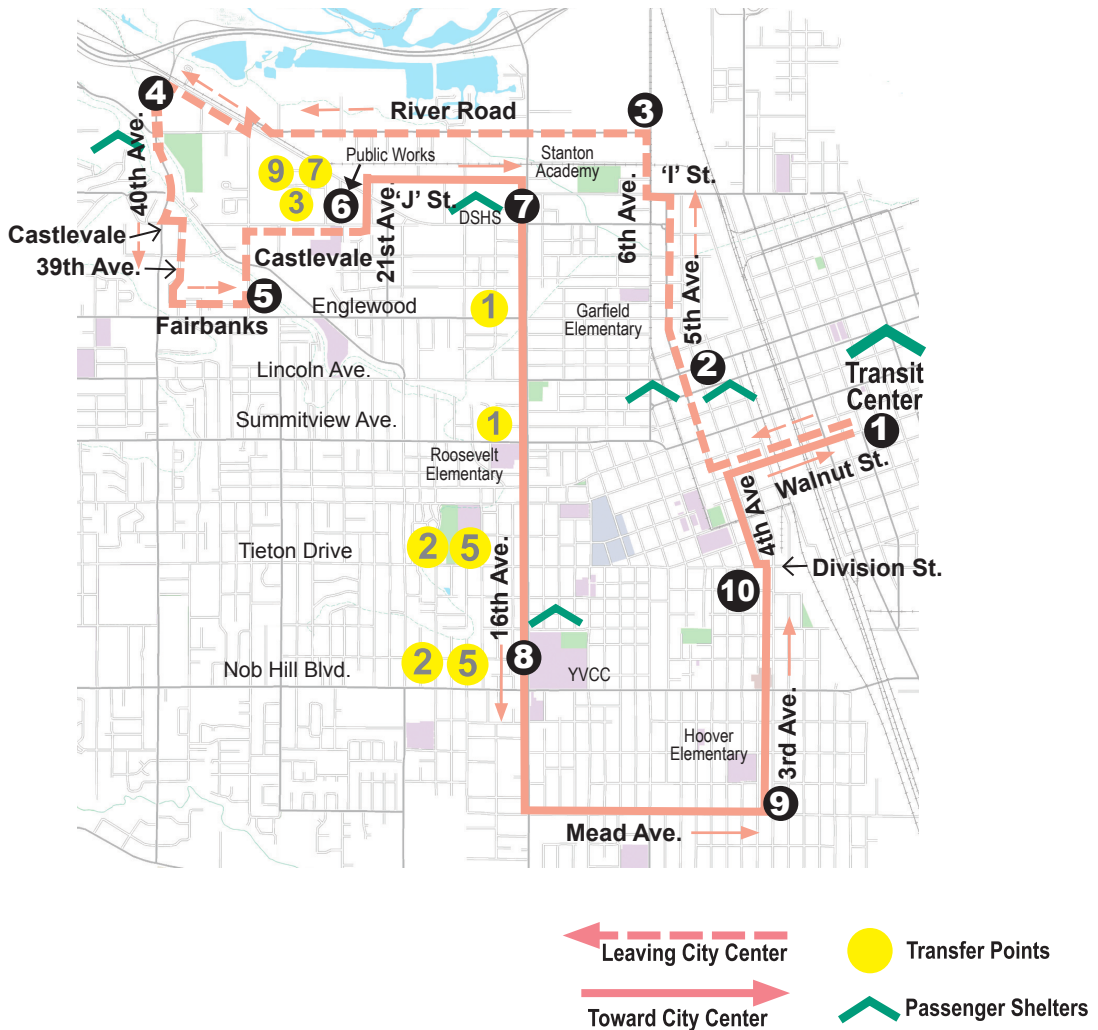 4
River Road
3
40th Ave.
Public Works
Stanton
Academy
9
7
3
6
21st Ave.
'J' St.
DSHS
7
6th Ave.
'I' St.
Castlevale
39th Ave.
Castlevale
5
Fairbanks
Englewood
1
Garfield
Elementary
5th Ave.
2
Lincoln Ave.
Transit
Center
1
Summitview Ave.
1
Roosevelt
Elementary
Walnut St.
4th Ave
Tieton Drive
2
5
16th Ave.
Division St.
10
Nob Hill Blvd.
2
5
8
YVCC
Hoover
Elementary
3rd Ave.
9
Mead Ave.
Leaving City Center
Transfer Points
Toward City Center
Passenger Shelters